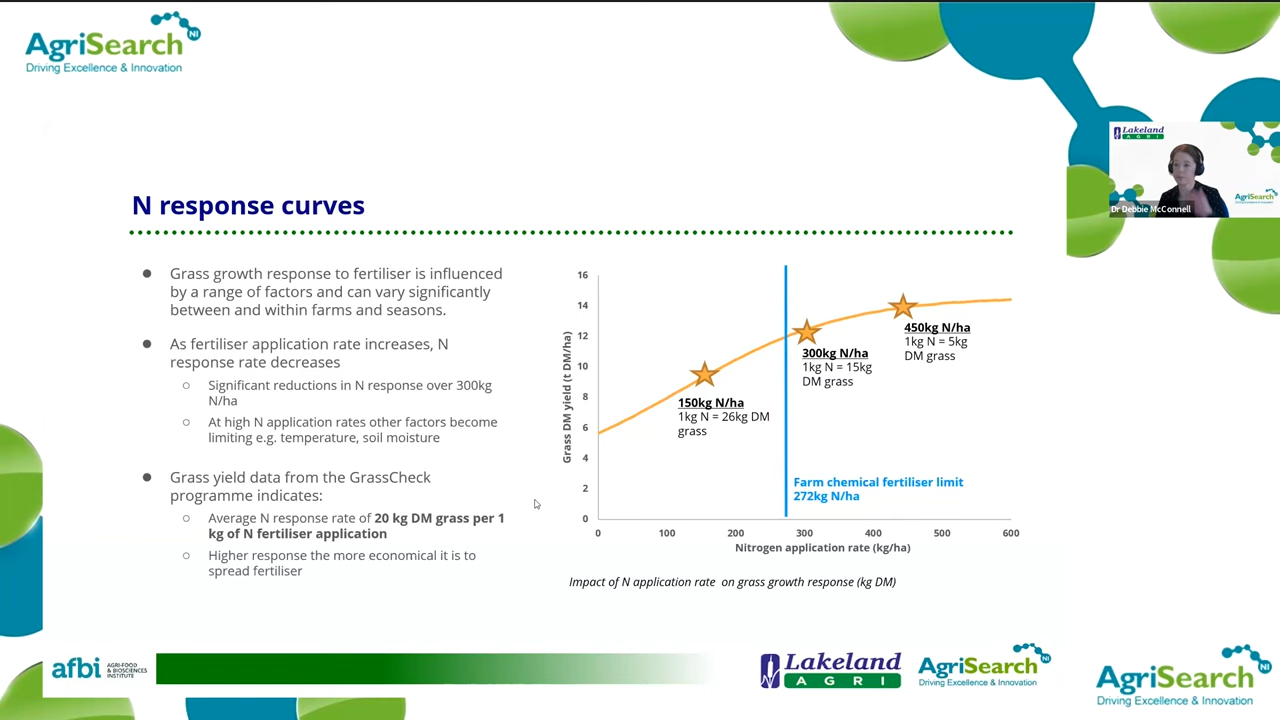 AgriSearch NI
Driving Excellence & Innovation
Lakeland
AGRI
AgriSearch
Dr Debbie McConnell
N response curves
Grass growth response to fertiliser is influenced
by a range of factors and can vary significantly
between and within farms and seasons.
As fertiliser application rate increases, N
response rate decreases
Significant reductions in N response over 300kg
N/ha
At high N application rates other factors become
limiting e.g. temperature, soil moisture
Grass yield data from the GrassCheck
programme indicates:
Average N response rate of 20 kg DM grass per 1
kg of N fertiliser application
Higher response the more economical it is to
spread fertiliser
Grass DM yield (t DM/ha)
16
14
12
10
8
6
4
2
0
150kg N/ha
1kg N = 26kg DM
grass
300kg N/ha
1kg N = 15kg
DM grass
450kg N/ha
1kg N = 5kg
DM grass
Farm chemical fertiliser limit
272kg N/ha
0 100 200 300 400 500 600
Nitrogen application rate (kg/ha)
Impact of N application rate on grass growth response (kg DM)
afbi AGRI-FOOD
& BIOSCIENCES
INSTITUTE
Lakeland
AGRI
AgriSearch NI
Driving Excellence & Innovation
AgriSearch NI
Driving Excellence & Innovation